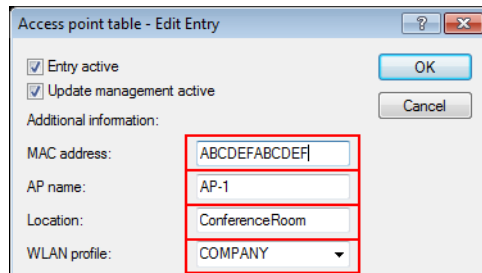 Access point table - Edit Entry
Entry active
OK
Update management active
Cancel
Additional information:
MAC address: ABCDEFABCDEF
AP name: AP-1
Location: ConferenceRoom
WLAN profile: COMPANY